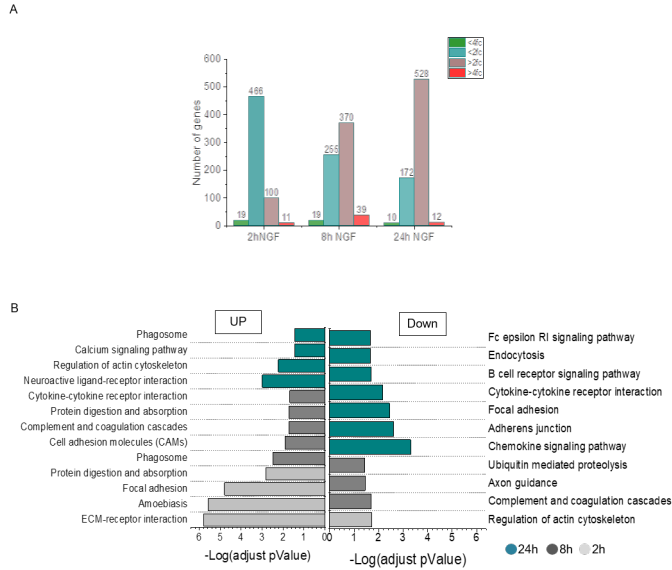 A
<4fc
<2fc
>2fc
>4fc
Number of genes
600
500
400
300
200
100
0
19
466
100
11
19
255
370
39
10
172
528
12
2hNGF
8h NGF
24h NGF
B
UP
Down
Phagosome
Calcium signaling pathway
Regulation of actin cytoskeleton
Neuroactive ligand-receptor interaction
Cytokine-cytokine receptor interaction
Protein digestion and absorption
Complement and coagulation cascades
Cell adhesion molecules (CAMs)
Phagosome
Protein digestion and absorption
Focal adhesion
Amoebiasis
ECM-receptor interaction
6 5 4 3 2 1 0
-Log(adjust pValue)
Fc epsilon RI signaling pathway
Endocytosis
B cell receptor signaling pathway
Cytokine-cytokine receptor interaction
Focal adhesion
Adherens junction
Chemokine signaling pathway
Ubiquitin mediated proteolysis
Axon guidance
Complement and coagulation cascades
Regulation of actin cytoskeleton
0 1 2 3 4 5 6
-Log(adjust pValue)
24h 8h 2h